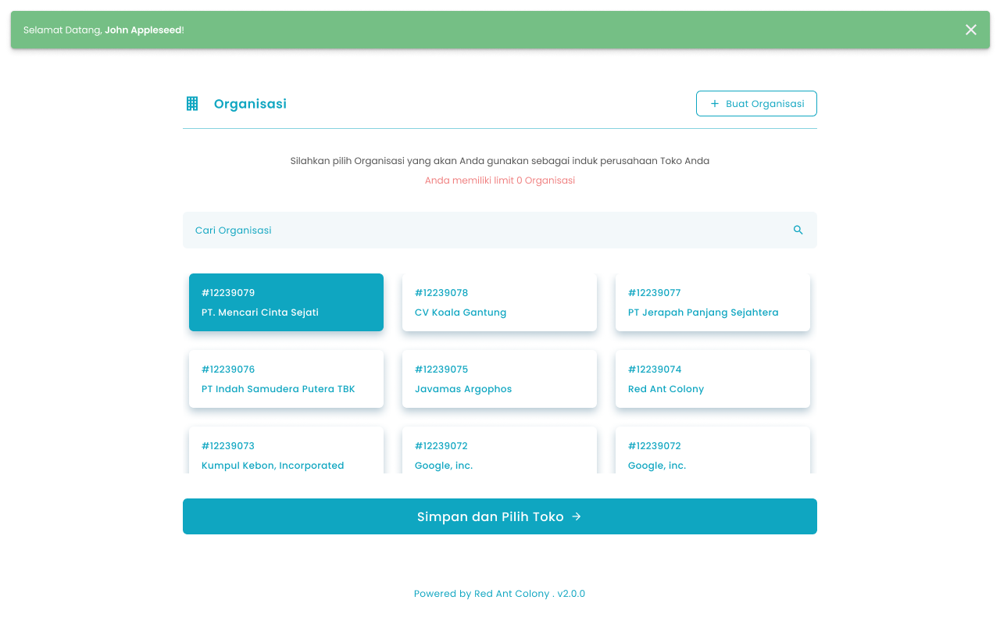 Selamat Datang, John Appleseed!
Organisasi
+ Buat Organisasi
Silahkan pilih Organisasi yang akan Anda gunakan sebagai induk perusahaan Toko Anda
Anda memiliki limit 0 Organisasi
Cari Organisasi
#12239079
PT. Mencari Cinta Sejati
#12239078
CV Koala Gantung
#12239077
PT Jerapah Panjang Sejahtera
#12239076
PT Indah Samudera Putera TBK
#12239075
Javamas Argophos
#12239074
Red Ant Colony
#12239073
Kumpul Kebon, Incorporated
#12239072
Google, inc.
#12239072
Google, inc.
Simpan dan Pilih Toko →
Powered by Red Ant Colony . v2.0.0